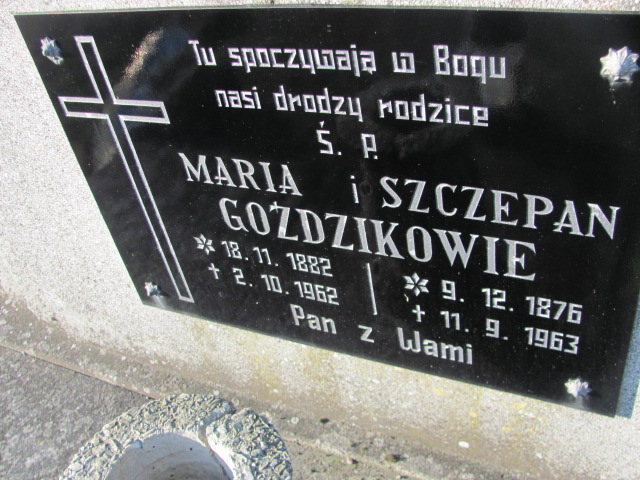 Tu spoczywają w Bogu
nasi drodzy rodzice
Ś. P.
MARIA i SZCZEPAN
GOŹDZIKOWIE
* 18. 11. 1882 * 9. 12. 1876
+ 2. 10. 1962 + 11. 9. 1963
Pan z Wami